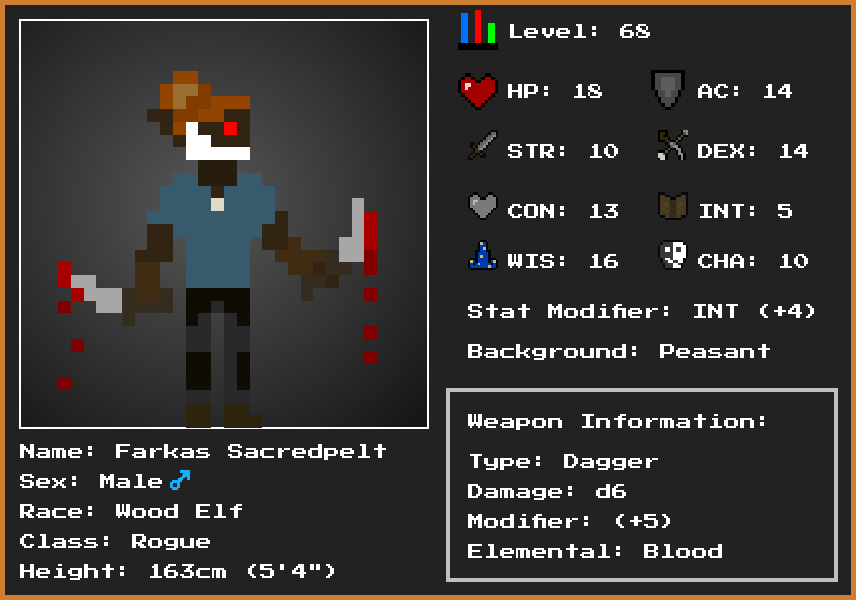 Level: 68
HP: 18
AC: 14
STR: 10
DEX: 14
CON: 13
INT: 5
WIS: 16
CHA: 10
Stat Modifier: INT (+4)
Background: Peasant
Weapon Information:
Type: Dagger
Damage: d6
Modifier: (+5)
Elemental: Blood
Name: Farkas Sacredpelt
Sex: Male♂
Race: Wood Elf
Class: Rogue
Height: 163cm (5'4")